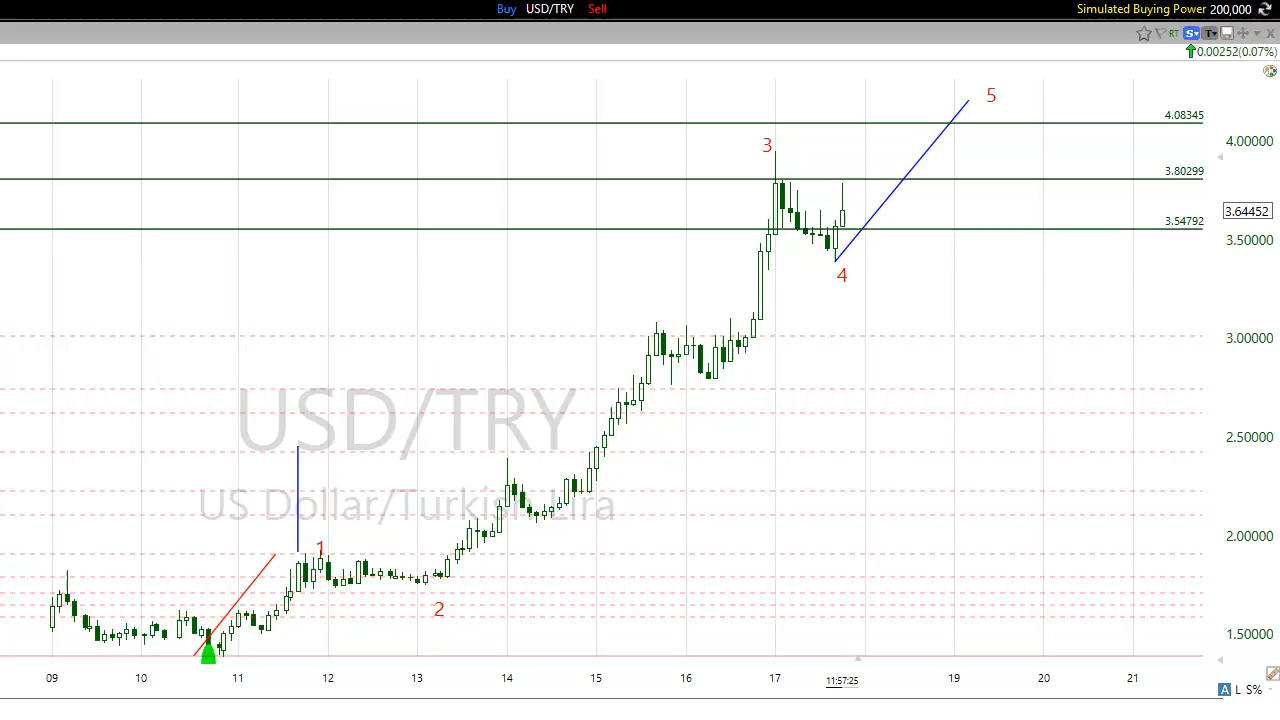 Buy USD/TRY Sell
Simulated Buying Power 200,000
RT S T X
0.00252(0.07%)
5
4.08345
4.00000
3
3.80299
3.64452
3.54792
3.50000
4
3.00000
USD/TRY
2.50000
US Dollar/Turkish Lira
2.00000
1
2
1.50000
09 10 11 12 13 14 15 16 17 11:57:25 19 20 21
A L S%